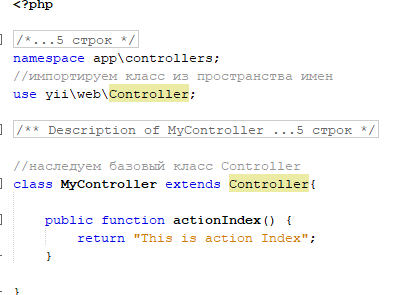 <?php
/*...5 строк */
namespace app\controllers;
//импортируем класс из пространства имен
use yii\web\Controller;
/** Description of MyController ...5 строк */
//наследуем базовый класс Controller
class MyController extends Controller{
public function actionIndex() {
return "This is action Index";
}
}